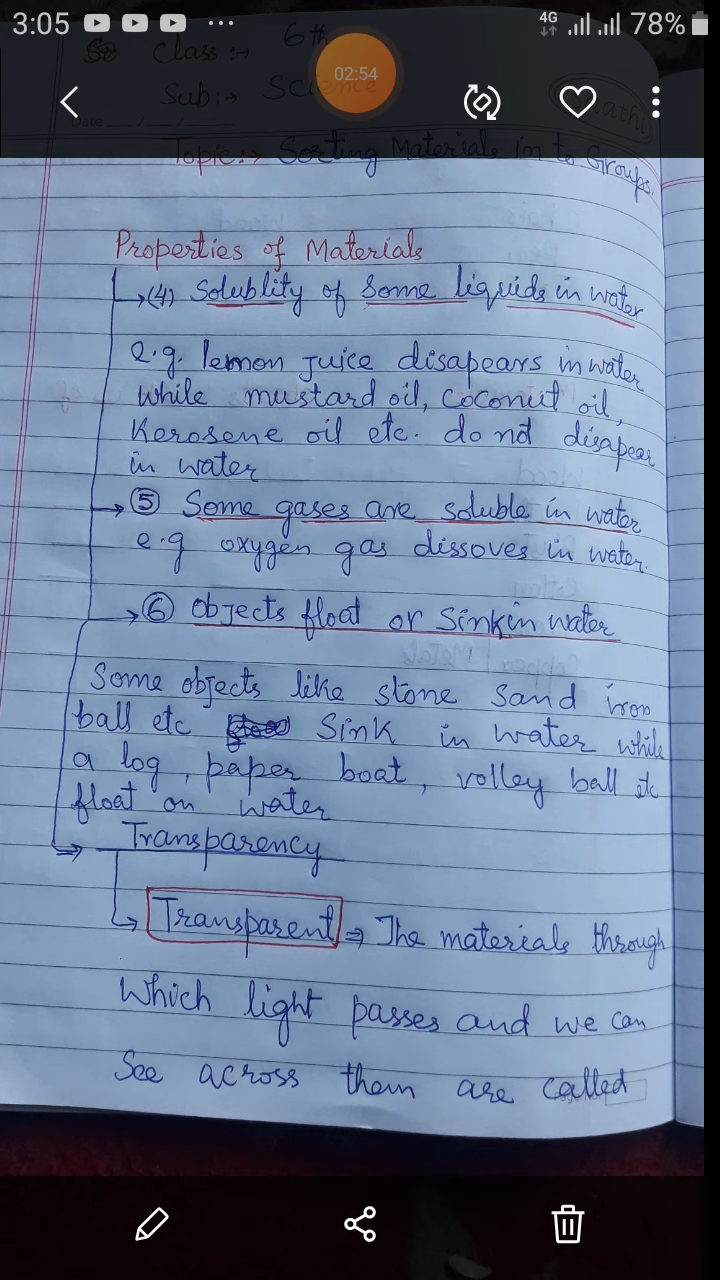 3:05
4G
78%
Class :→ 6th
02:54
Sub:→ Science
Date
Topic:→ Sorting Materials in to Groups.
Properties of Materials
→(4) Solublity of Some liquids in water
e.g. lemon juice disapears in water
while mustard oil, Coconut oil,
Kerosene oil etc. do not disapear
in water
→ ⑤ Some gases are soluble in water
e.g oxygen gas dissoves in water.
→ ⑥ Objects float or Sink in water
Some objects like stone sand iron
ball etc Sink in water while
a log, paper boat, volley ball etc
float on water
→ Transparency
→ Transparent ⇒ The materials through
Which light passes and we can
See across them are called